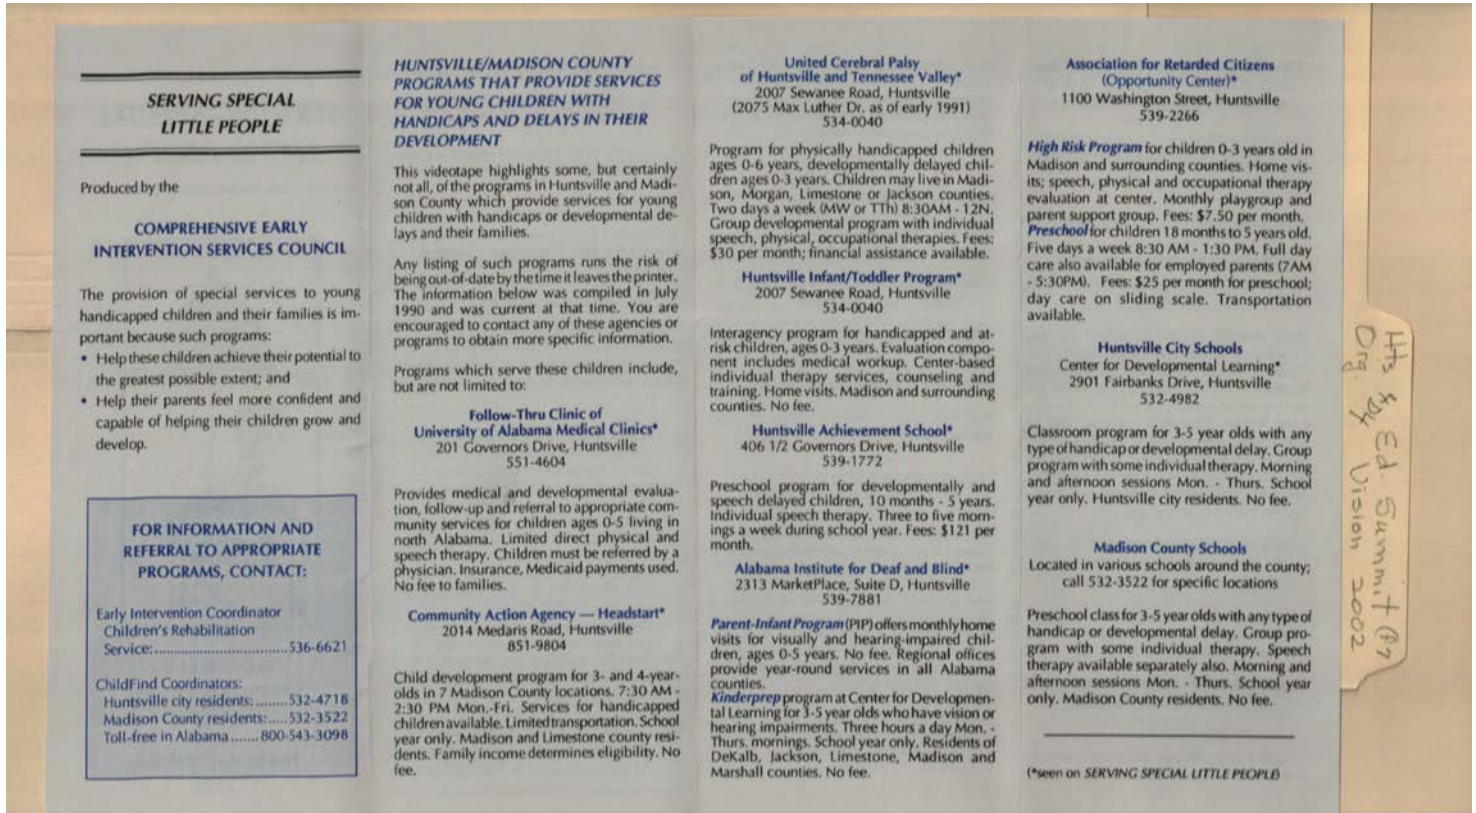 SERVING SPECIAL
LITTLE PEOPLE
Produced by the
COMPREHENSIVE EARLY
INTERVENTION SERVICES COUNCIL
The provision of special services to young
handicapped children and their families is im-
portant because such programs:
• Help these children achieve their potential to
the greatest possible extent; and
• Help their parents feel more confident and
capable of helping their children grow and
develop.
FOR INFORMATION AND
REFERRAL TO APPROPRIATE
PROGRAMS, CONTACT:
Early Intervention Coordinator
Children's Rehabilitation
Service:................................536-6621
ChildFind Coordinators:
Huntsville city residents:........532-4718
Madison County residents:.....532-3522
Toll-free in Alabama.......800-543-3098
HUNTSVILLE/MADISON COUNTY
PROGRAMS THAT PROVIDE SERVICES
FOR YOUNG CHILDREN WITH
HANDICAPS AND DELAYS IN THEIR
DEVELOPMENT
This videotape highlights some, but certainly
not all, of the programs in Huntsville and Madi-
son County which provide services for young
children with handicaps or developmental de-
lays and their families.
Any listing of such programs runs the risk of
being out-of-date by the time it leaves the printer.
The information below was compiled in July
1990 and was current at that time. You are
encouraged to contact any of these agencies or
programs to obtain more specific information.
Programs which serve these children include,
but are not limited to:
Follow-Thru Clinic of
University of Alabama Medical Clinics*
201 Governors Drive, Huntsville
551-4604
Provides medical and developmental evalua-
tion, follow-up and referral to appropriate com-
munity services for children ages 0-5 living in
north Alabama. Limited direct physical and
speech therapy. Children must be referred by a
physician. Insurance, Medicaid payments used.
No fee to families.
Community Action Agency — Headstart*
2014 Medaris Road, Huntsville
851-9804
Child development program for 3- and 4-year-
olds in 7 Madison County locations. 7:30 AM -
2:30 PM Mon.-Fri. Services for handicapped
children available. Limited transportation. School
year only. Madison and Limestone county resi-
dents. Family income determines eligibility. No
fee.
United Cerebral Palsy
of Huntsville and Tennessee Valley*
2007 Sewanee Road, Huntsville
(2075 Max Luther Dr. as of early 1991)
534-0040
Program for physically handicapped children
ages 0-6 years, developmentally delayed chil-
dren ages 0-3 years. Children may live in Madi-
son, Morgan, Limestone or Jackson counties.
Two days a week (MW or TTh) 8:30AM - 12N.
Group developmental program with individual
speech, physical, occupational therapies. Fees:
$30 per month; financial assistance available.
Huntsville Infant/Toddler Program*
2007 Sewanee Road, Huntsville
534-0040
Interagency program for handicapped and at-
risk children, ages 0-3 years. Evaluation compo-
nent includes medical workup. Center-based
individual therapy services, counseling and
training. Home visits. Madison and surrounding
counties. No fee.
Huntsville Achievement School*
406 1/2 Governors Drive, Huntsville
539-1772
Preschool program for developmentally and
speech delayed children, 10 months - 5 years.
Individual speech therapy. Three to five morn-
ings a week during school year. Fees: $121 per
month.
Alabama Institute for Deaf and Blind*
2313 MarketPlace, Suite D, Huntsville
539-7881
Parent-Infant Program (PIP) offers monthly home
visits for visually and hearing-impaired chil-
dren, ages 0-5 years. No fee. Regional offices
provide year-round services in all Alabama
counties.
Kinderprep program at Center for Developmen-
tal Learning for 3-5 year olds who have vision or
hearing impairments. Three hours a day Mon. -
Thurs. mornings. School year only. Residents of
DeKalb, Jackson, Limestone, Madison and
Marshall counties. No fee.
Association for Retarded Citizens
(Opportunity Center)*
1100 Washington Street, Huntsville
539-2266
High Risk Program for children 0-3 years old in
Madison and surrounding counties. Home vis-
its; speech, physical and occupational therapy
evaluation at center. Monthly playgroup and
parent support group. Fees: $7.50 per month.
Preschool for children 18 months to 5 years old.
Five days a week 8:30 AM - 1:30 PM. Full day
care also available for employed parents (7AM
- 5:30PM). Fees: $25 per month for preschool;
day care on sliding scale. Transportation
available.
Huntsville City Schools
Center for Developmental Learning*
2901 Fairbanks Drive, Huntsville
532-4982
Classroom program for 3-5 year olds with any
type of handicap or developmental delay. Group
program with some individual therapy. Morning
and afternoon sessions Mon. - Thurs. School
year only. Huntsville city residents. No fee.
Madison County Schools
Located in various schools around the county;
call 532-3522 for specific locations
Preschool class for 3-5 year olds with any type of
handicap or developmental delay. Group pro-
gram with some individual therapy. Speech
therapy available separately also. Morning and
afternoon sessions Mon. - Thurs. School year
only. Madison County residents. No fee.
(*seen on SERVING SPECIAL LITTLE PEOPLE)
Ed. Summit
Org by Vision 2002